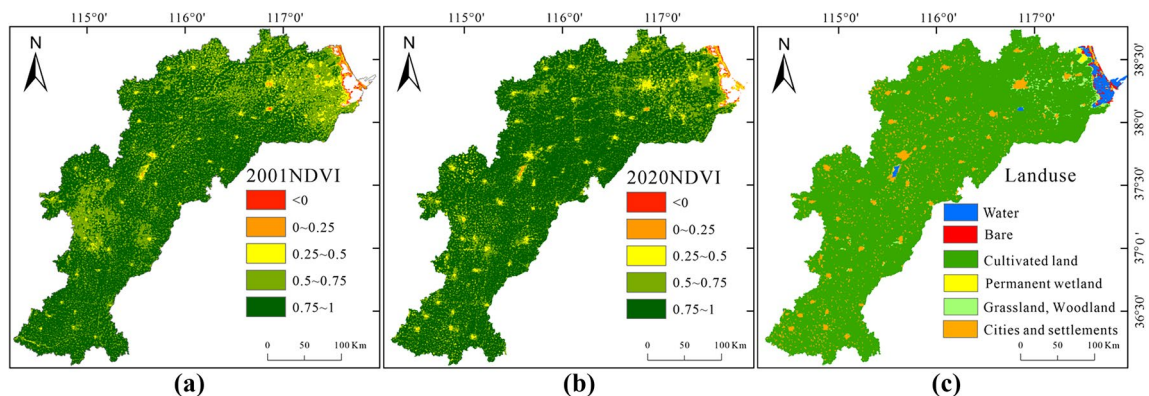 115°0′ 116°0′ 117°0′
N
2001NDVI
<0
0~0.25
0.25~0.5
0.5~0.75
0.75~1
0 50 100 Km
(a)
115°0′ 116°0′ 117°0′
N
2020NDVI
<0
0~0.25
0.25~0.5
0.5~0.75
0.75~1
0 50 100 Km
(b)
115°0′ 116°0′ 117°0′
N
Landuse
Water
Bare
Cultivated land
Permanent wetland
Grassland, Woodland
Cities and settlements
0 50 100 Km
38°30′
38°0′
37°30′
37°0′
36°30′
(c)